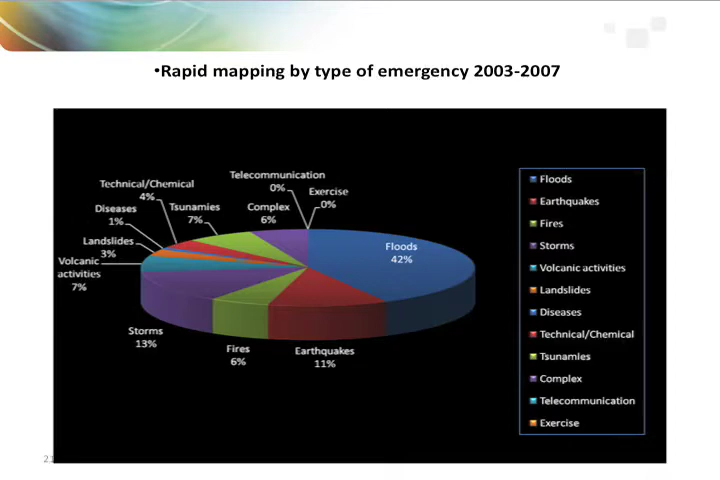 •Rapid mapping by type of emergency 2003-2007
Telecommunication
0%
Exercise
0%
Technical/Chemical
4%
Tsunamies
7%
Complex
6%
Diseases
1%
Landslides
3%
Volcanic
activities
7%
Floods
42%
Storms
13%
Fires
6%
Earthquakes
11%
Floods
Earthquakes
Fires
Storms
Volcanic activities
Landslides
Diseases
Technical/Chemical
Tsunamies
Complex
Telecommunication
Exercise